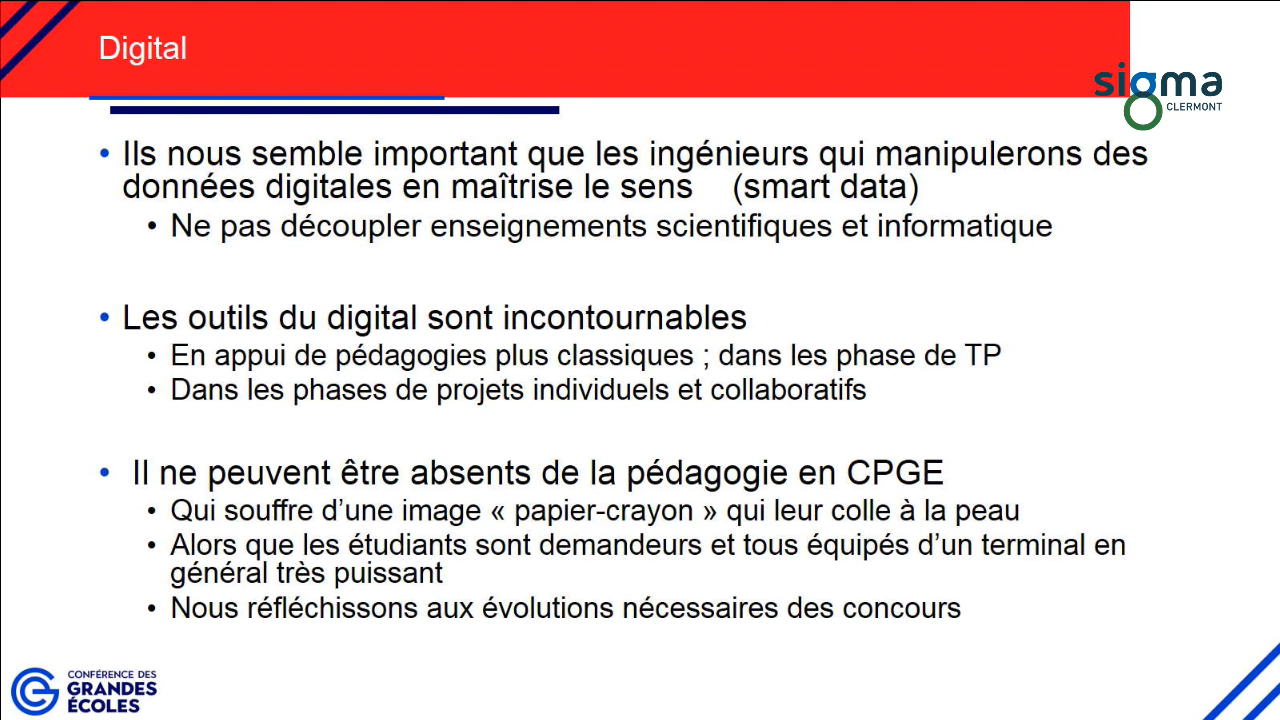 Digital
sigma
CLERMONT
• Ils nous semble important que les ingénieurs qui manipulerons des
données digitales en maîtrise le sens (smart data)
• Ne pas découpler enseignements scientifiques et informatique
• Les outils du digital sont incontournables
• En appui de pédagogies plus classiques ; dans les phase de TP
• Dans les phases de projets individuels et collaboratifs
• Il ne peuvent être absents de la pédagogie en CPGE
• Qui souffre d’une image « papier-crayon » qui leur colle à la peau
• Alors que les étudiants sont demandeurs et tous équipés d’un terminal en
général très puissant
• Nous réfléchissons aux évolutions nécessaires des concours
CONFÉRENCE DES
GRANDES
ÉCOLES